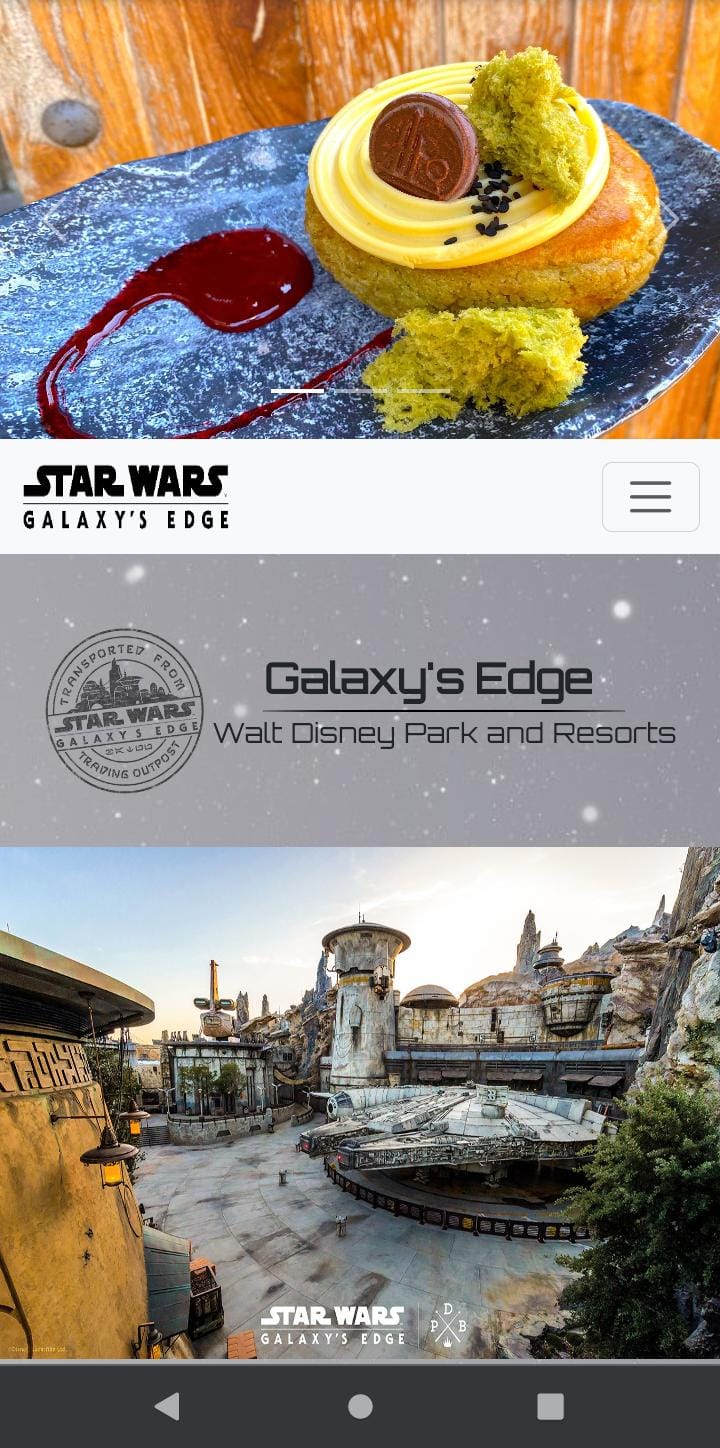 STAR WARS
GALAXY'S EDGE
TRANSPORTED FROM
STAR WARS
GALAXY'S EDGE
TRADING OUTPOST
Galaxy's Edge
Walt Disney Park and Resorts
STAR WARS
GALAXY'S EDGE
P D B